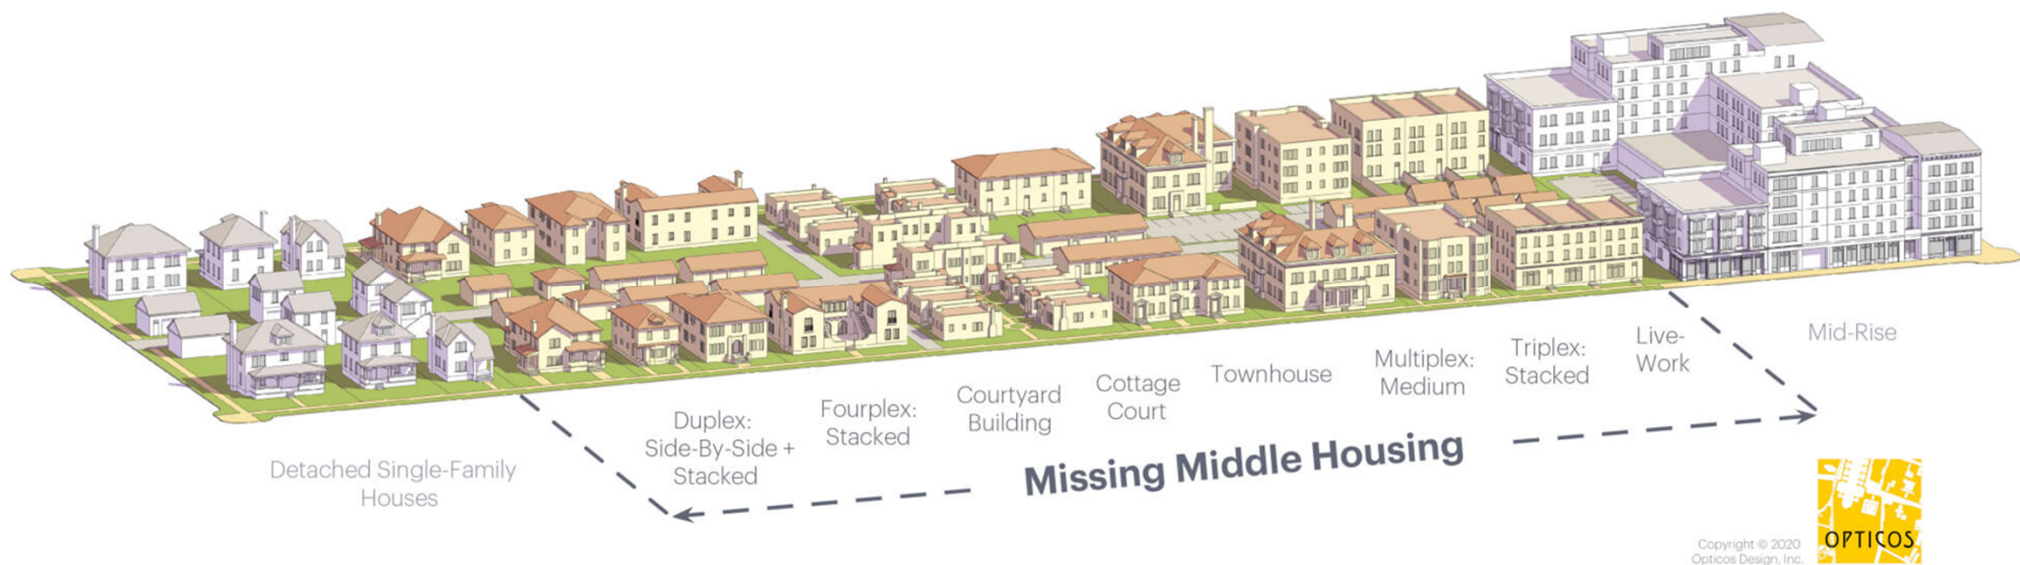 Detached Single-Family
Houses
Duplex:
Side-By-Side +
Stacked
Fourplex:
Stacked
Courtyard
Building
Cottage
Court
Townhouse
Multiplex:
Medium
Triplex:
Stacked
Live-
Work
Mid-Rise
Missing Middle Housing
Copyright © 2020
Opticos Design, Inc.
OPTICOS